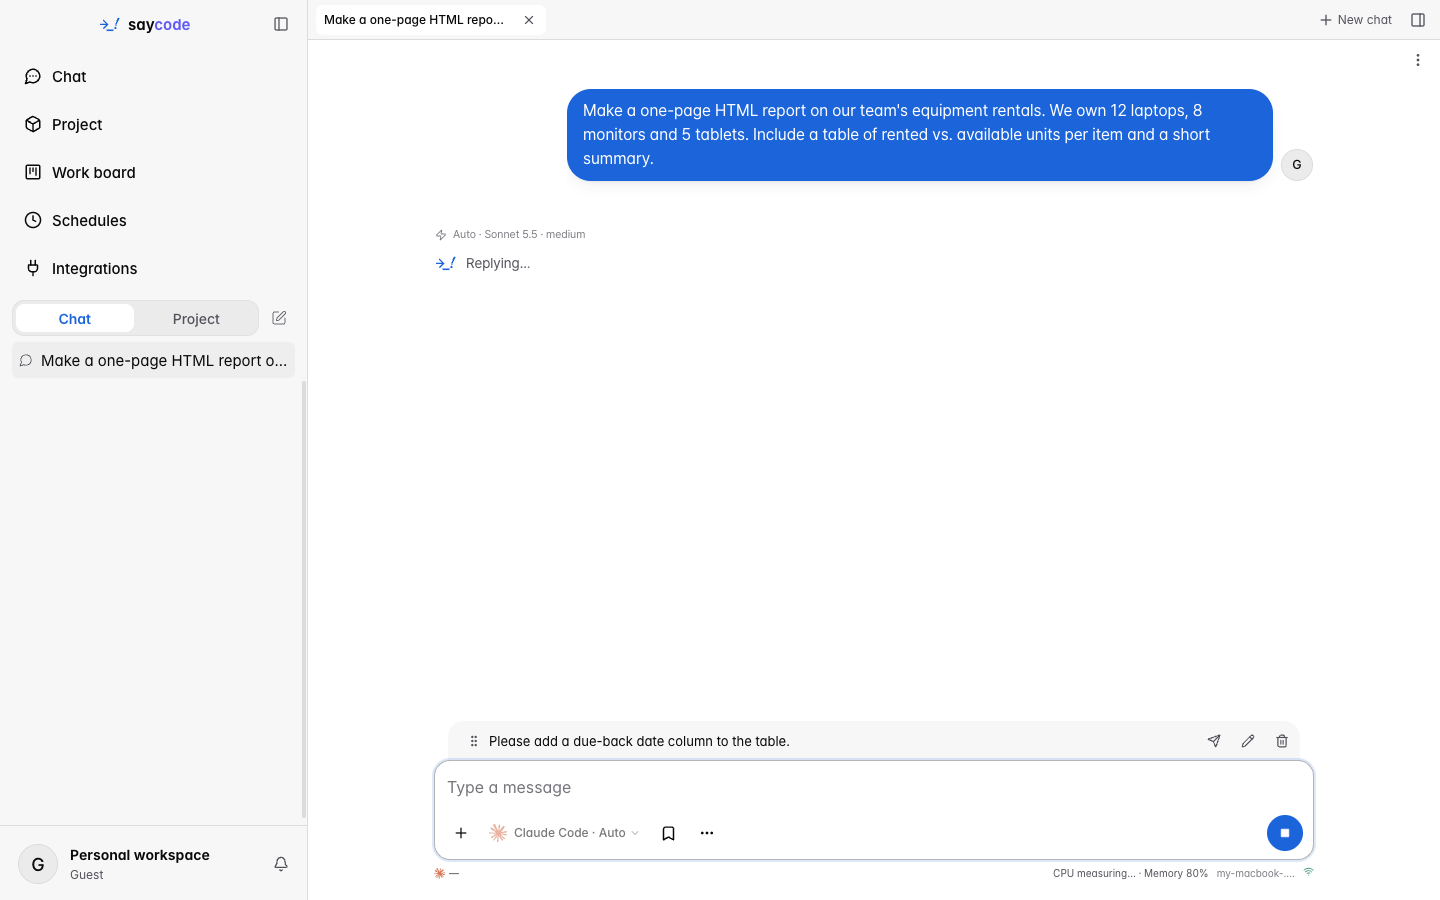 saycode
Chat
Project
Work board
Schedules
Integrations
Chat
Project
Make a one-page HTML report o...
Personal workspace
Guest
G
Make a one-page HTML repo...
New chat
Make a one-page HTML report on our team's equipment rentals. We own 12 laptops, 8
monitors and 5 tablets. Include a table of rented vs. available units per item and a short
summary.
G
Auto · Sonnet 5.5 · medium
Replying...
Please add a due-back date column to the table.
Type a message
Claude Code · Auto
—
CPU measuring... · Memory 80%
my-macbook-....